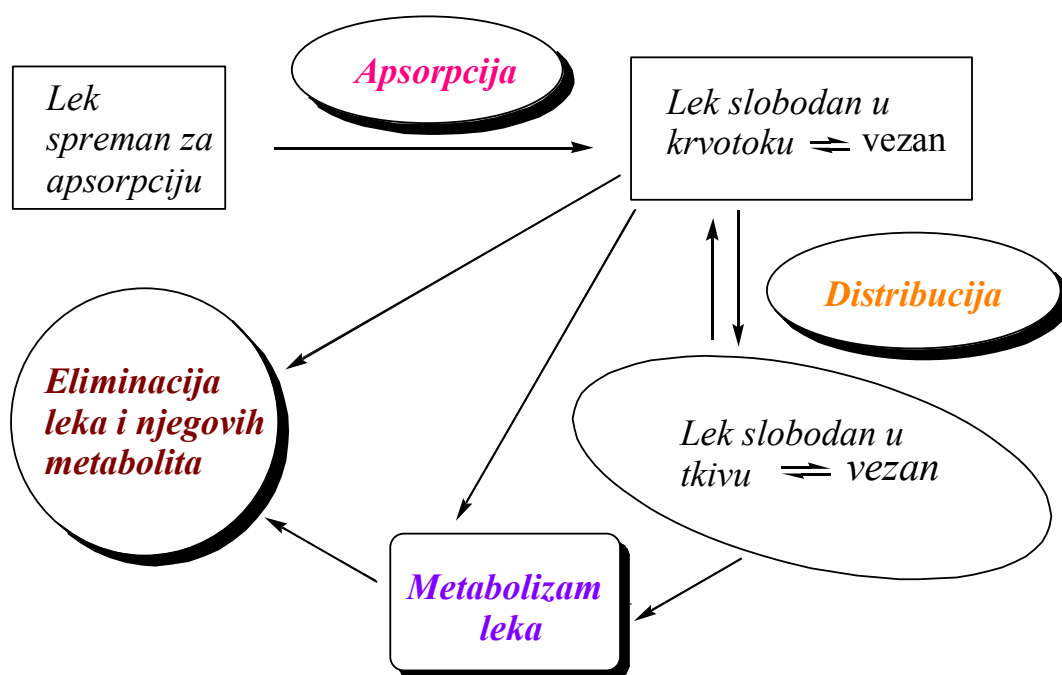 Apsorpcija
Lek
spreman za
apsorpciju
Lek slobodan u
krvotoku ⇌ vezan
Distribucija
Eliminacija
leka i njegovih
metabolita
Lek slobodan u
tkivu ⇌ vezan
Metabolizam
leka